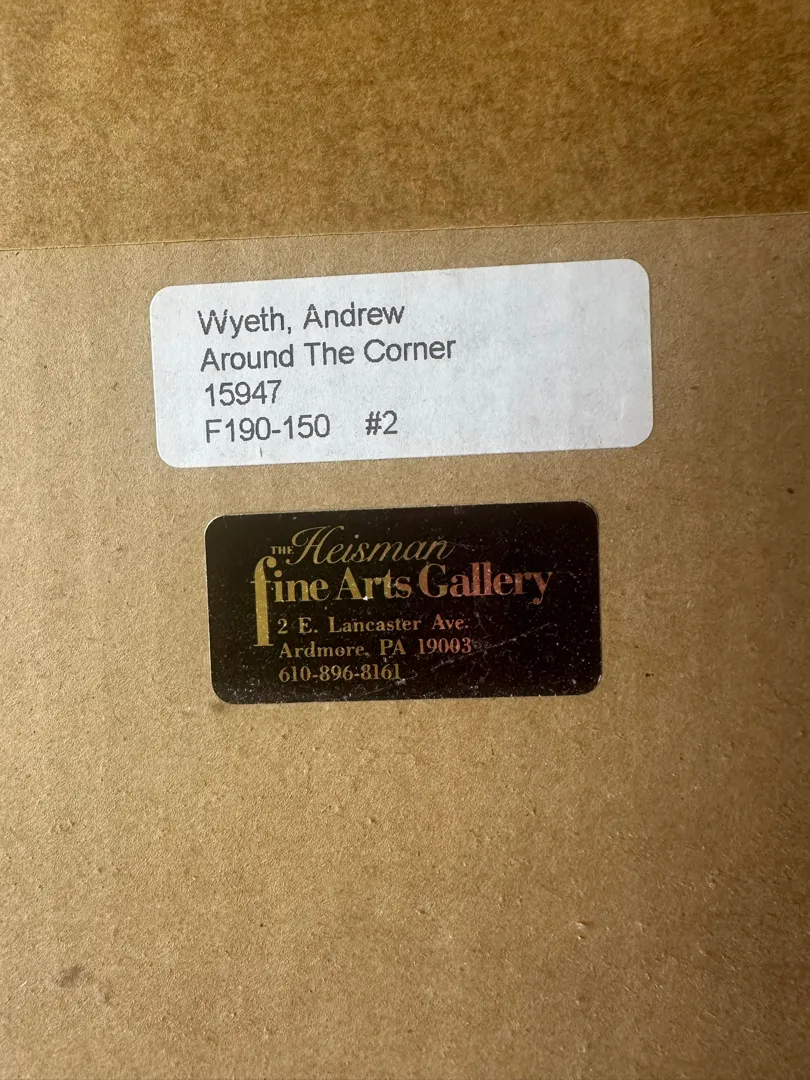 Wyeth, Andrew
Around The Corner
15947
F190-150 #2
THE Heisman
fine Arts Gallery
2 E. Lancaster Ave.
Ardmore, PA 19003
610-896-8161